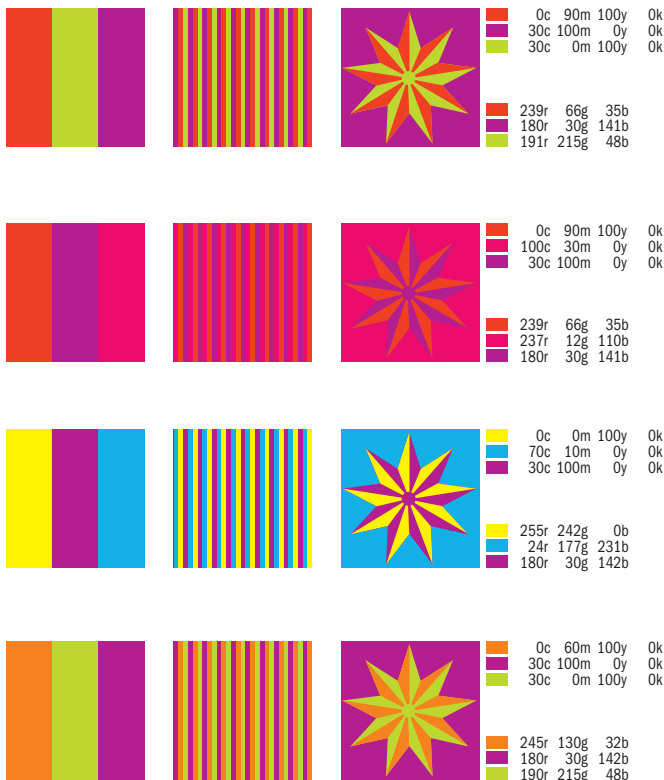 0c 90m 100y 0k
30c 100m 0y 0k
30c 0m 100y 0k
239r 66g 35b
180r 30g 141b
191r 215g 48b
0c 90m 100y 0k
100c 30m 0y 0k
30c 100m 0y 0k
239r 66g 35b
237r 12g 110b
180r 30g 141b
0c 0m 100y 0k
70c 10m 0y 0k
30c 100m 0y 0k
255r 242g 0b
24r 177g 231b
180r 30g 142b
0c 60m 100y 0k
30c 100m 0y 0k
30c 0m 100y 0k
245r 130g 32b
180r 30g 142b
190r 215g 48b